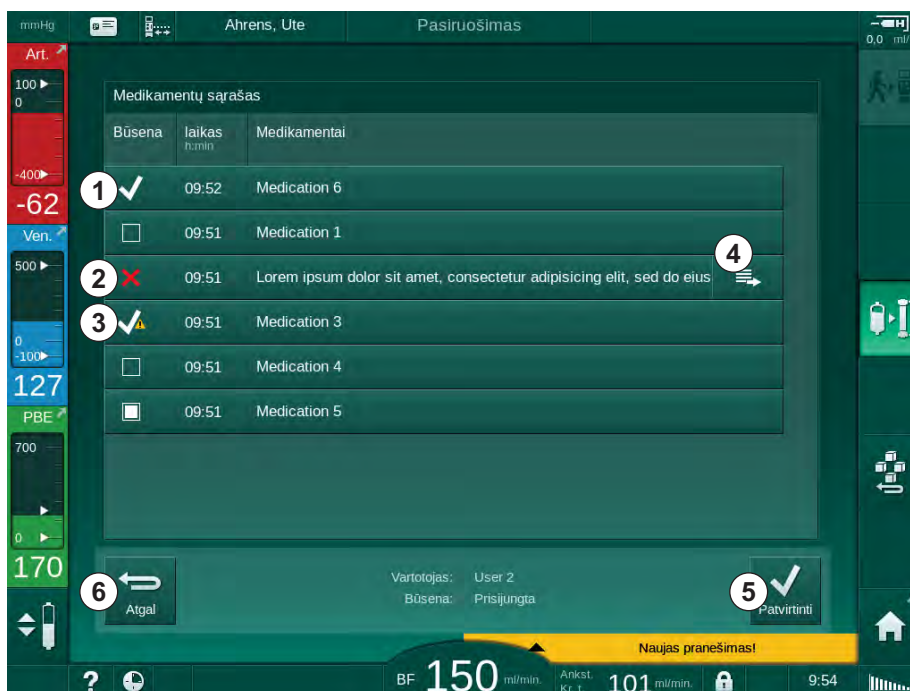 mmHg Ahrens, Ute Pasiruošimas
0,0 ml/
Art.
100
0
-400
-62
Ven.
500
0
-100
127
PBE
700
0
170
Medikamentų sąrašas
Būsena laikas Medikamentai
h:min
1 09:52 Medication 6
09:51 Medication 1
2 09:51 Lorem ipsum dolor sit amet, consectetur adipisicing elit, sed do eius 4
3 09:51 Medication 3
09:51 Medication 4
09:51 Medication 5
6 Atgal
Vartotojas: User 2
Būsena: Prisijungta
5 Patvirtinti
Naujas pranešimas!
? BF 150 ml/min. Ankst. 101 ml/min. 9:54
Kr. t.